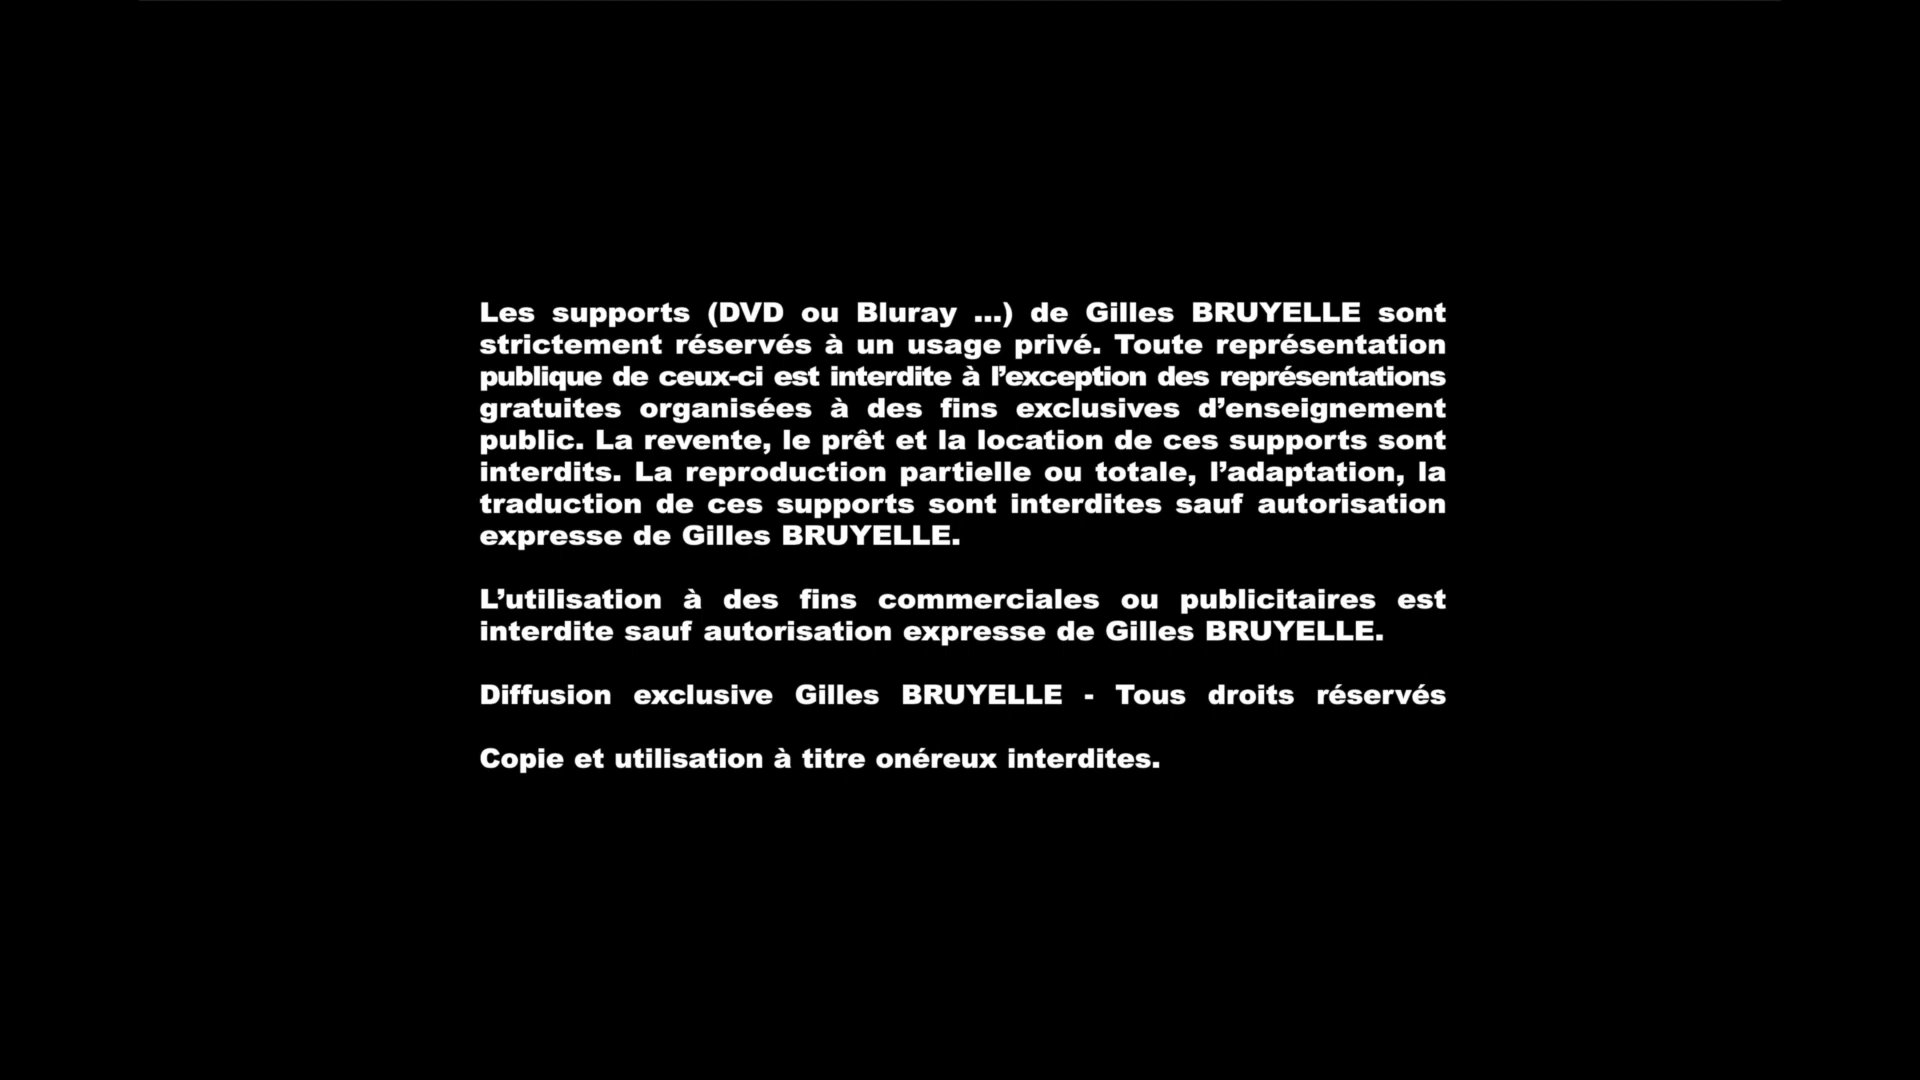 Les supports (DVD ou Bluray ...) de Gilles BRUYELLE sont
strictement réservés à un usage privé. Toute représentation
publique de ceux-ci est interdite à l’exception des représentations
gratuites organisées à des fins exclusives d’enseignement
public. La revente, le prêt et la location de ces supports sont
interdits. La reproduction partielle ou totale, l’adaptation, la
traduction de ces supports sont interdites sauf autorisation
expresse de Gilles BRUYELLE.
L’utilisation à des fins commerciales ou publicitaires est
interdite sauf autorisation expresse de Gilles BRUYELLE.
Diffusion exclusive Gilles BRUYELLE - Tous droits réservés
Copie et utilisation à titre onéreux interdites.